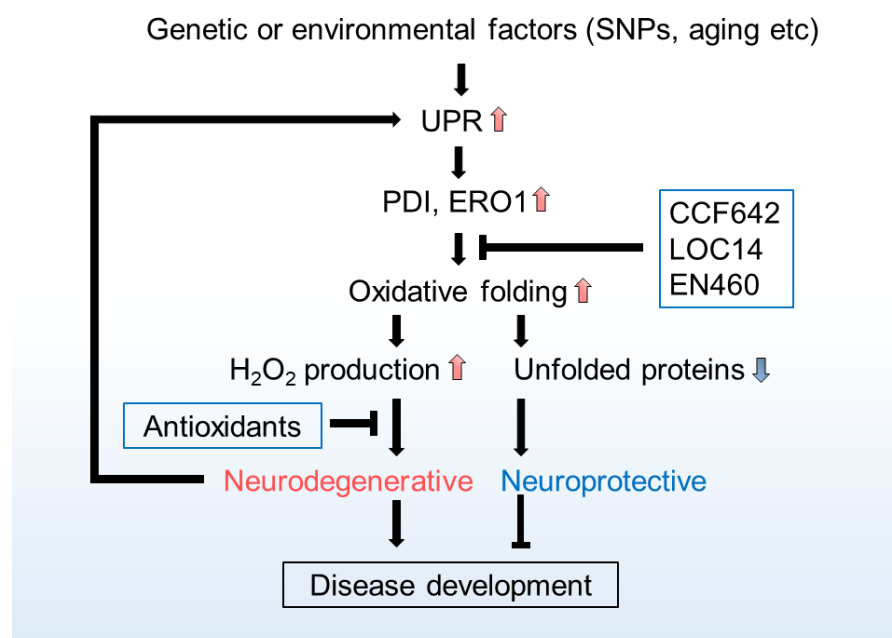 Genetic or environmental factors (SNPs, aging etc)
UPR
PDI, ERO1
CCF642
LOC14
EN460
Oxidative folding
H₂O₂ production
Unfolded proteins
Antioxidants
Neurodegenerative
Neuroprotective
Disease development